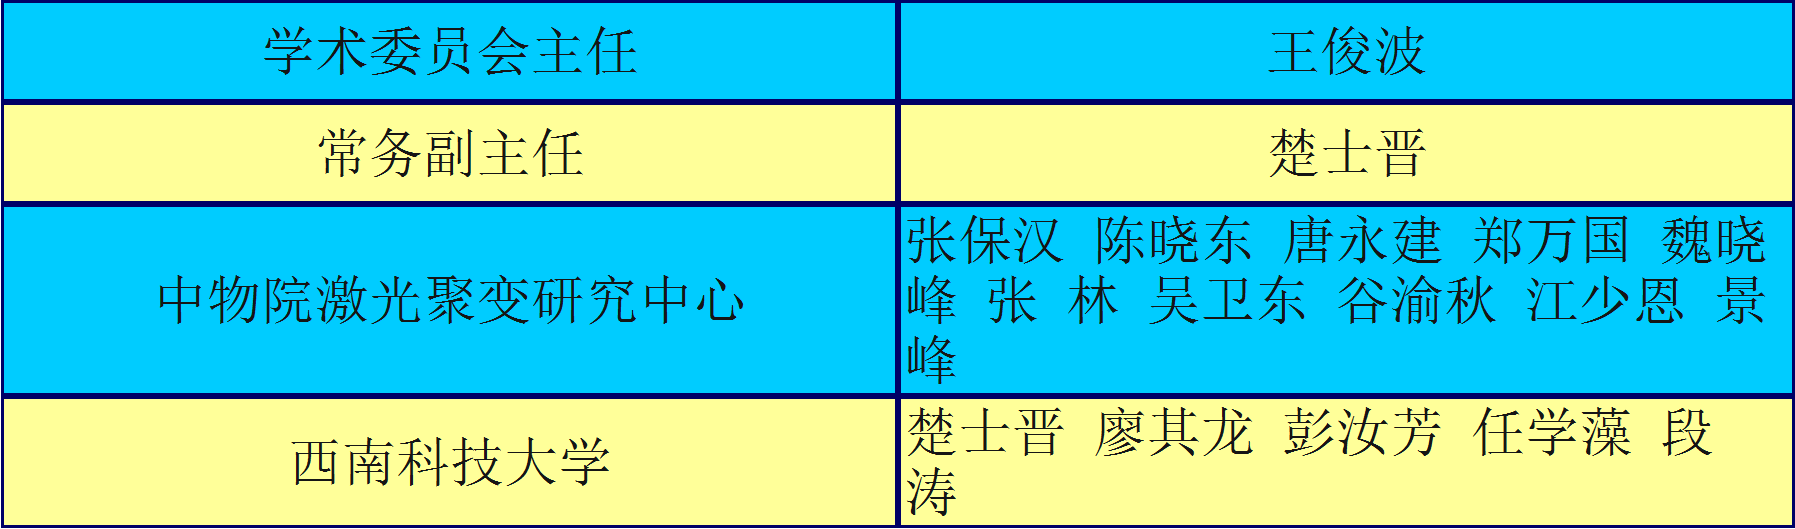 学术委员会主任
王俊波
常务副主任
楚士晋
中物院激光聚变研究中心
张保汉 陈晓东 唐永建 郑万国 魏晓
峰 张 林 吴卫东 谷渝秋 江少恩 景
峰
西南科技大学
楚士晋 廖其龙 彭汝芳 任学藻 段
涛